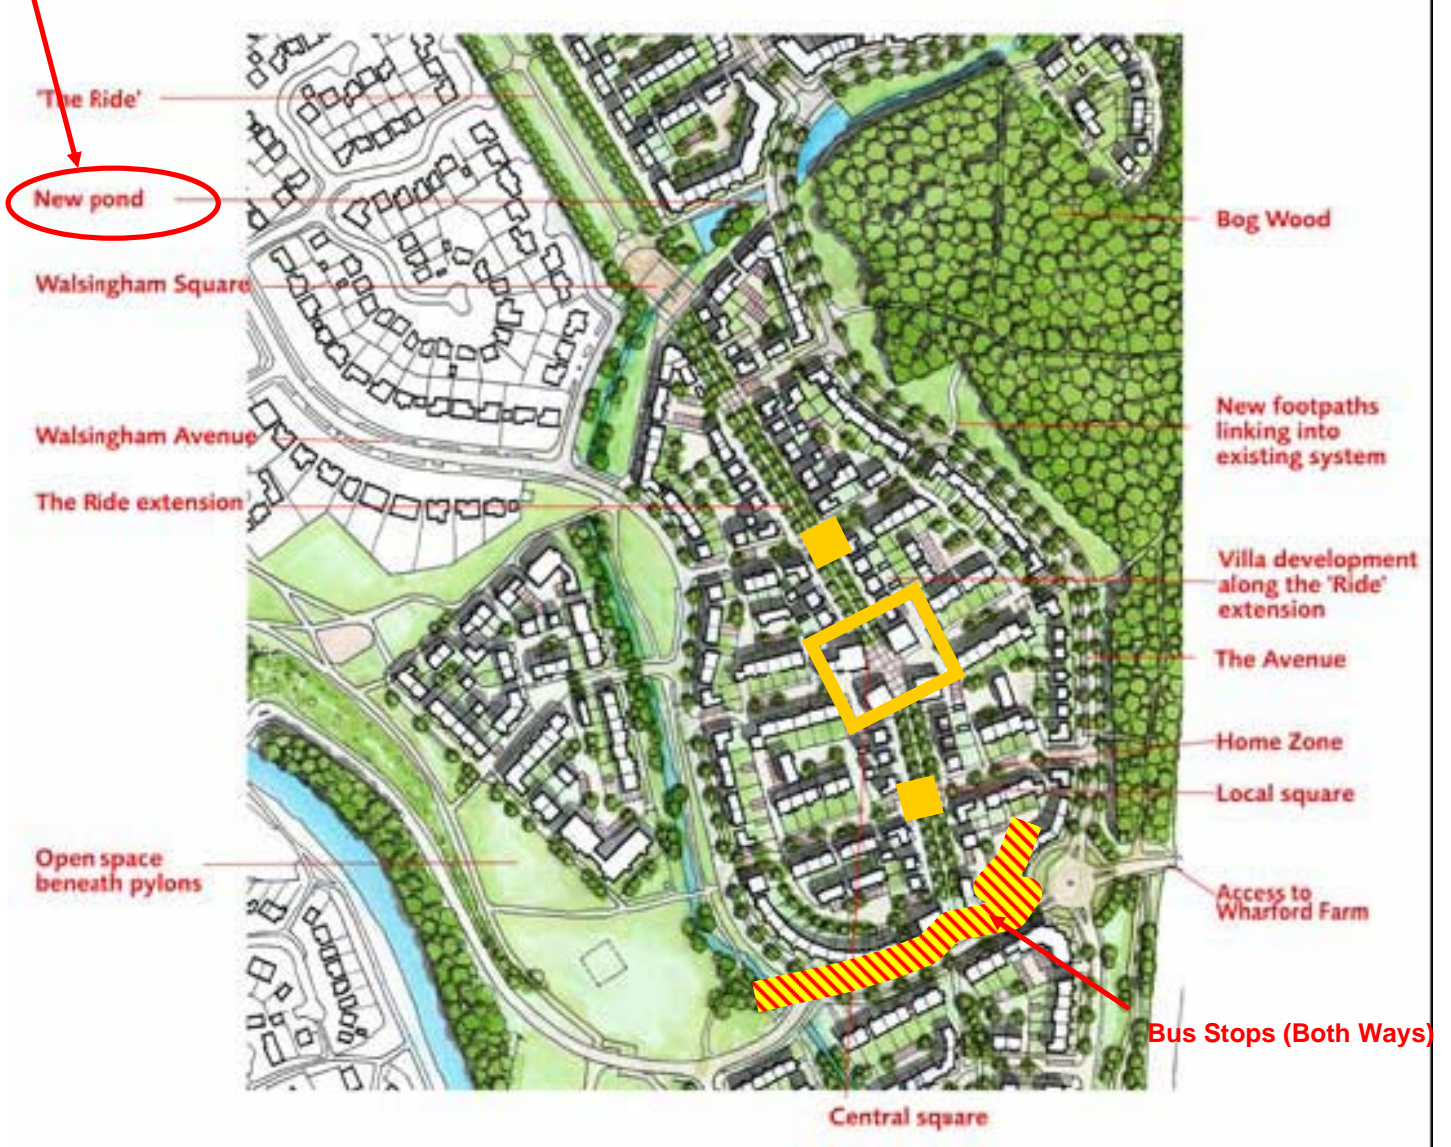 'The Ride'
New pond
Walsingham Square
Walsingham Avenue
The Ride extension
Open space
beneath pylons
Bog Wood
New footpaths
linking into
existing system
Villa development
along the 'Ride'
extension
The Avenue
Home Zone
Local square
Access to
Wharford Farm
Bus Stops (Both Ways)
Central square